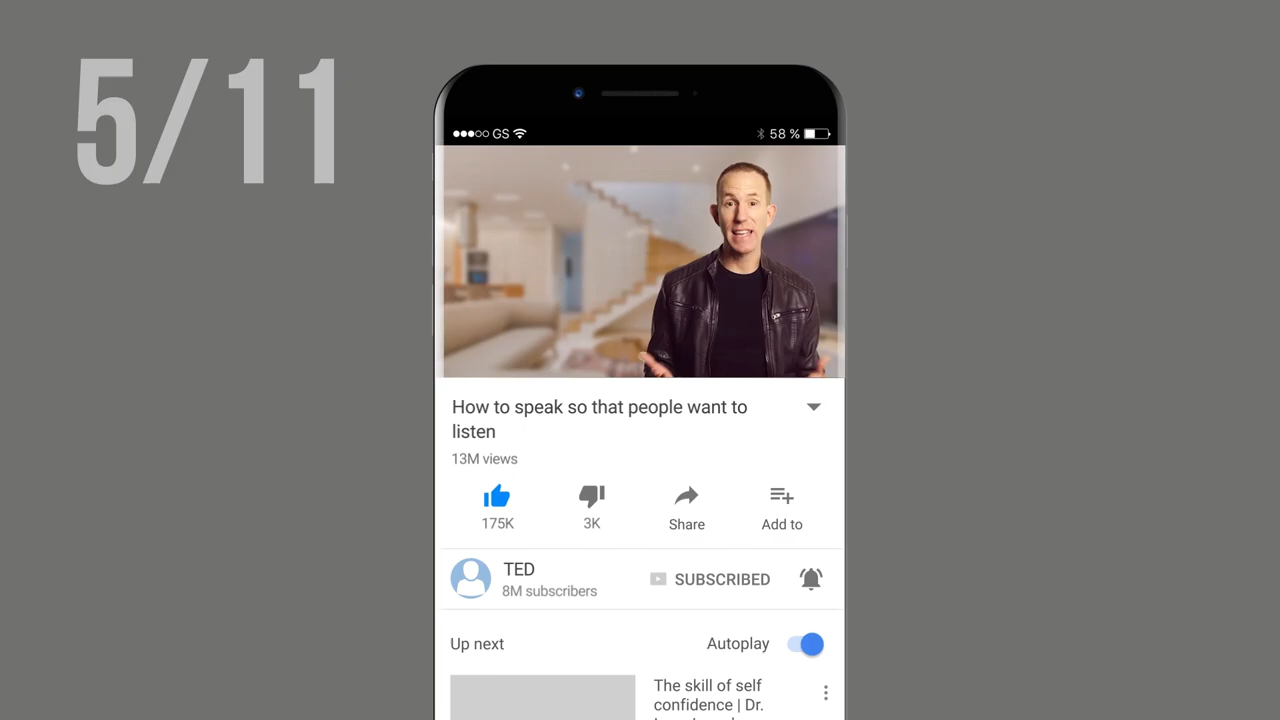 5/11
GS
58 %
How to speak so that people want to
listen
13M views
175K
3K
Share
Add to
TED
8M subscribers
SUBSCRIBED
Up next
Autoplay
The skill of self
confidence | Dr.